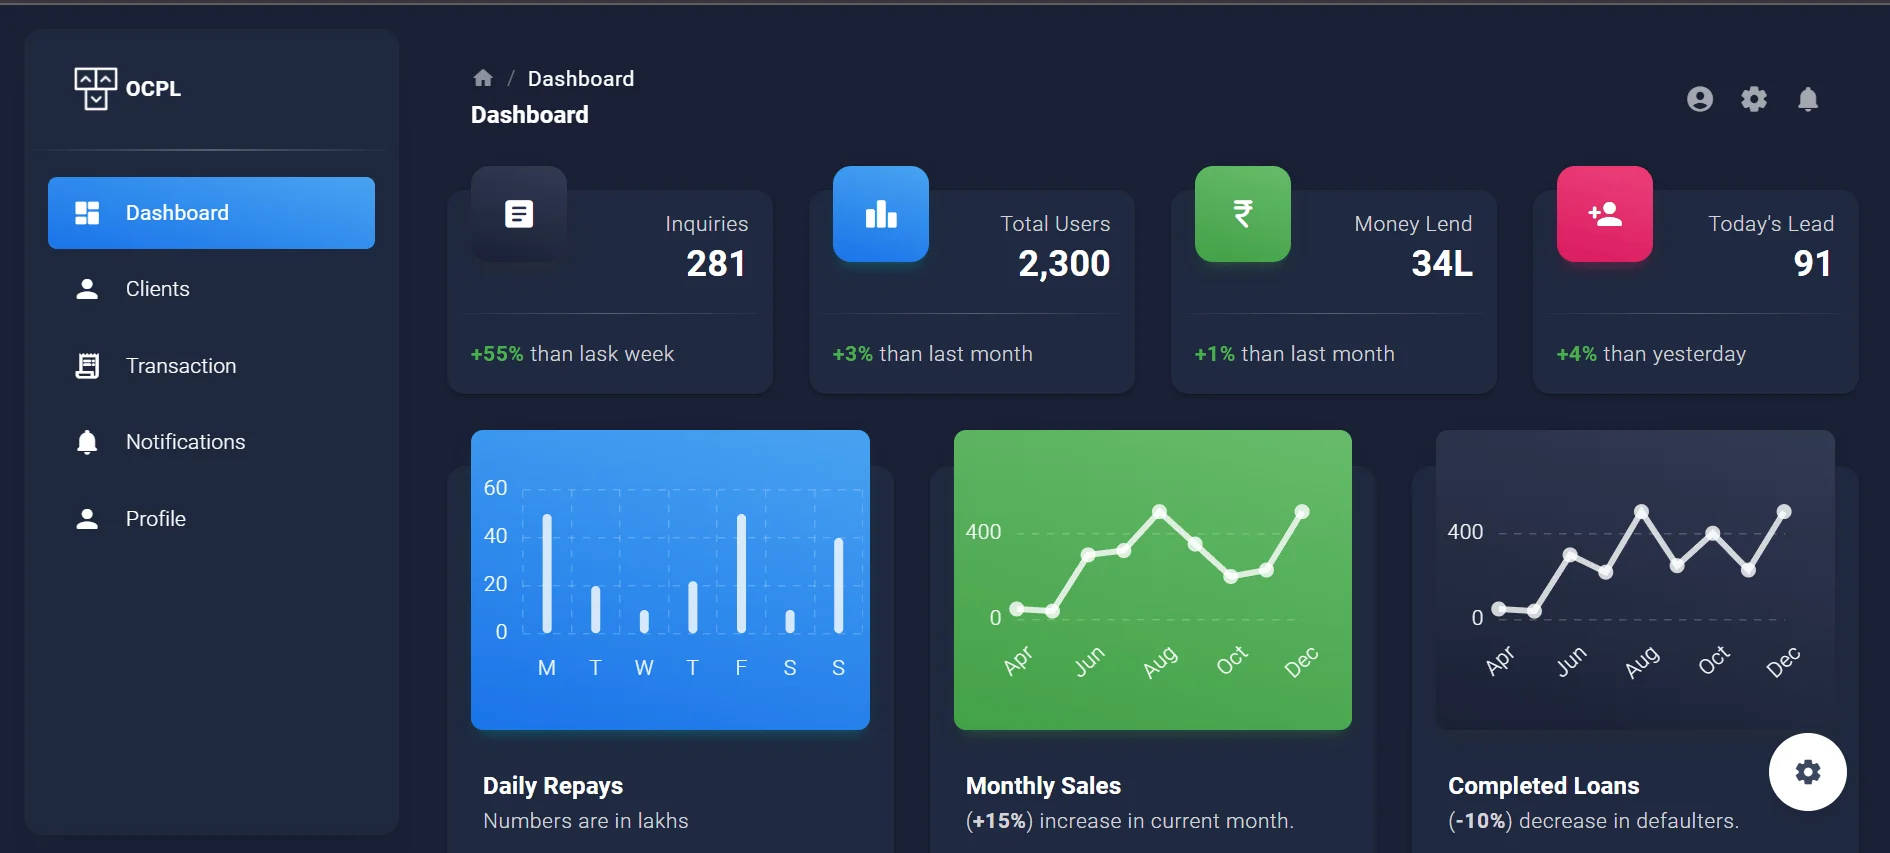 OCPL
Dashboard
Clients
Transaction
Notifications
Profile
/ Dashboard
Dashboard
Inquiries
281
+55% than lask week
Total Users
2,300
+3% than last month
₹
Money Lend
34L
+1% than last month
Today's Lead
91
+4% than yesterday
60
40
20
0
M T W T F S S
Daily Repays
Numbers are in lakhs
400
0
Apr Jun Aug Oct Dec
Monthly Sales
(+15%) increase in current month.
400
0
Apr Jun Aug Oct Dec
Completed Loans
(-10%) decrease in defaulters.